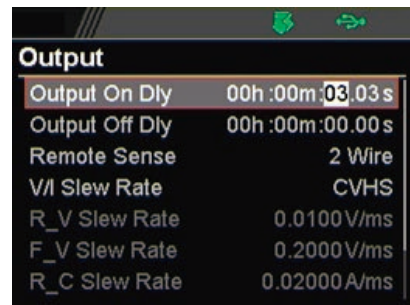 Output
Output On Dly 00h :00m :03.03 s
Output Off Dly 00h :00m :00.00 s
Remote Sense 2 Wire
V/I Slew Rate CVHS
R_V Slew Rate 0.0100 V/ms
F_V Slew Rate 0.2000 V/ms
R_C Slew Rate 0.02000 A/ms